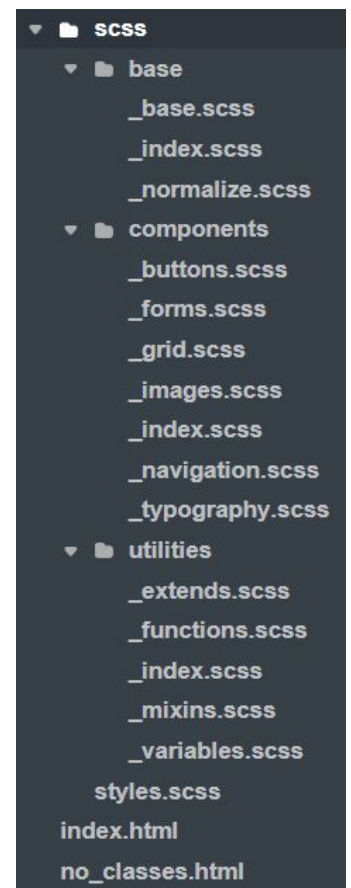 scss
base
_base.scss
_index.scss
_normalize.scss
components
_buttons.scss
_forms.scss
_grid.scss
_images.scss
_index.scss
_navigation.scss
_typography.scss
utilities
_extends.scss
_functions.scss
_index.scss
_mixins.scss
_variables.scss
styles.scss
index.html
no_classes.html